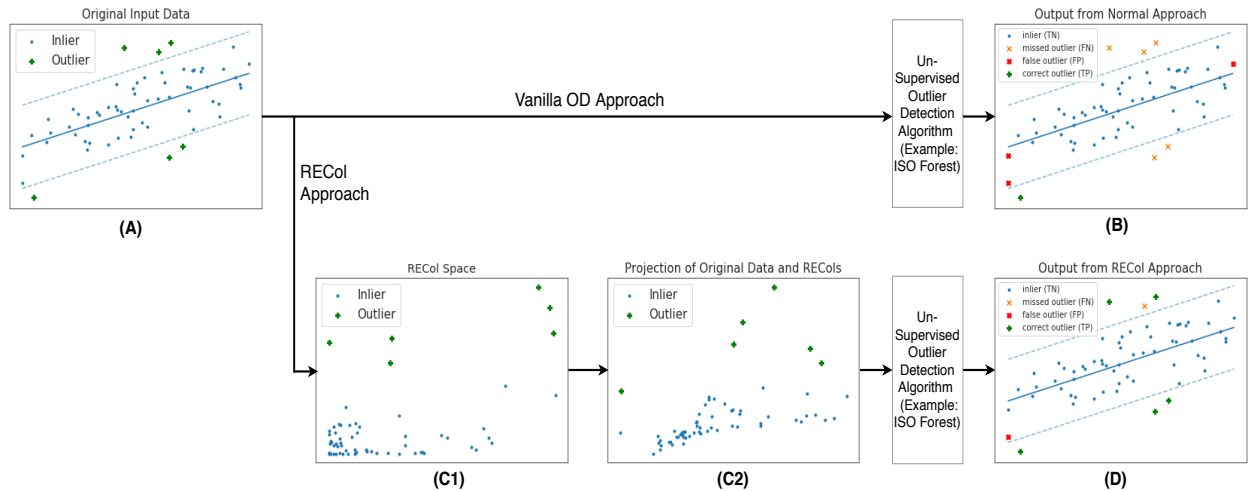 Original Input Data
Inlier
Outlier
(A)
Vanilla OD Approach
RECol
Approach
Un-
Supervised
Outlier
Detection
Algorithm
(Example:
ISO Forest)
Output from Normal Approach
inlier (TN)
missed outlier (FN)
false outlier (FP)
correct outlier (TP)
(B)
RECol Space
Inlier
Outlier
(C1)
Projection of Original Data and RECols
Inlier
Outlier
(C2)
Un-
Supervised
Outlier
Detection
Algorithm
(Example:
ISO Forest)
Output from RECol Approach
inlier (TN)
missed outlier (FN)
false outlier (FP)
correct outlier (TP)
(D)